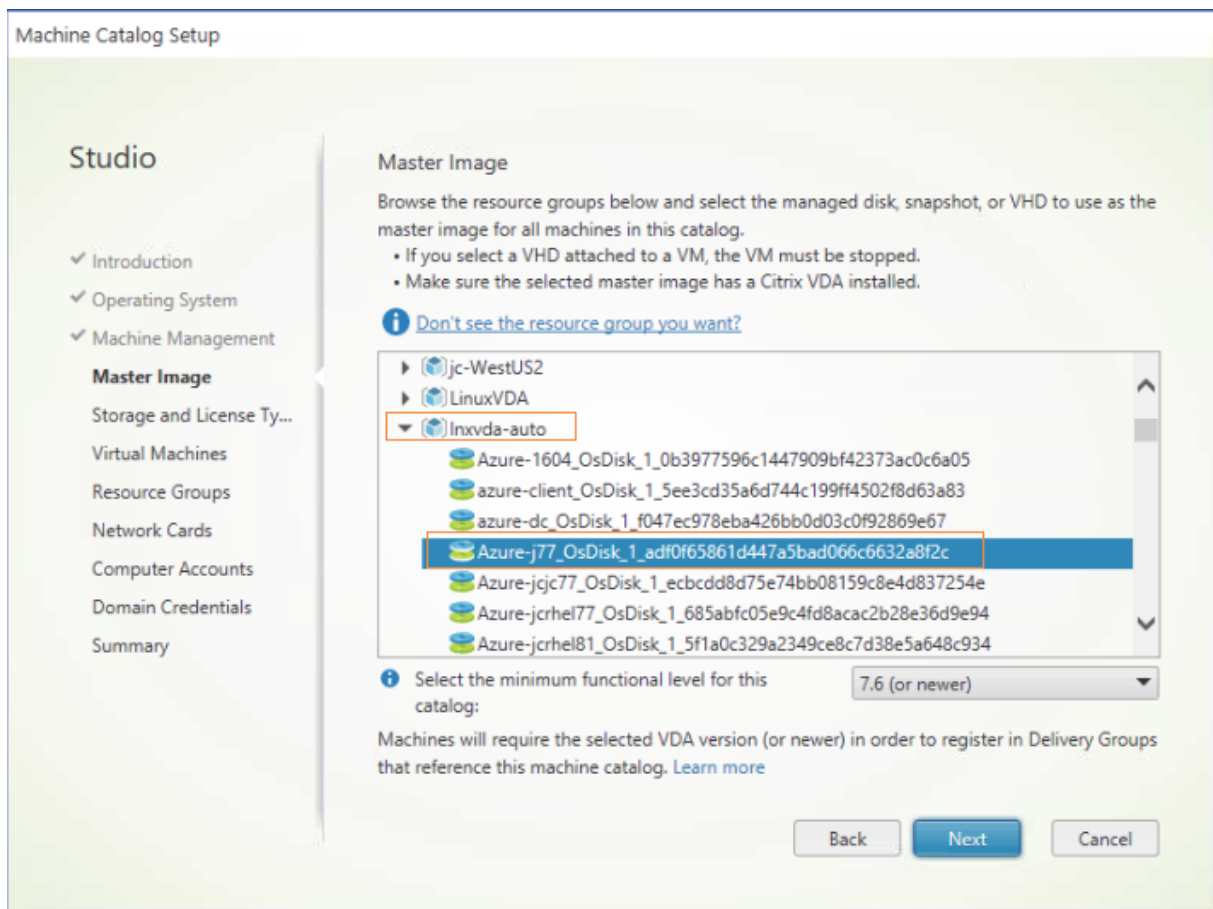 Machine Catalog Setup
Studio
✓ Introduction
✓ Operating System
✓ Machine Management
Master Image
Storage and License Ty...
Virtual Machines
Resource Groups
Network Cards
Computer Accounts
Domain Credentials
Summary
Master Image
Browse the resource groups below and select the managed disk, snapshot, or VHD to use as the
master image for all machines in this catalog.
• If you select a VHD attached to a VM, the VM must be stopped.
• Make sure the selected master image has a Citrix VDA installed.
Don't see the resource group you want?
jc-WestUS2
LinuxVDA
lnxvda-auto
Azure-1604_OsDisk_1_0b3977596c1447909bf42373ac0c6a05
azure-client_OsDisk_1_5ee3cd35a6d744c199ff4502f8d63a83
azure-dc_OsDisk_1_f047ec978eba426bb0d03c0f92869e67
Azure-j77_OsDisk_1_adf0f65861d447a5bad066c6632a8f2c
Azure-jcjc77_OsDisk_1_ecbcdd8d75e74bb08159c8e4d837254e
Azure-jcrhel77_OsDisk_1_685abfc05e9c4fd8acac2b28e36d9e94
Azure-jcrhel81_OsDisk_1_5f1a0c329a2349ce8c7d38e5a648c934
Select the minimum functional level for this
catalog:
7.6 (or newer)
Machines will require the selected VDA version (or newer) in order to register in Delivery Groups
that reference this machine catalog. Learn more
Back
Next
Cancel